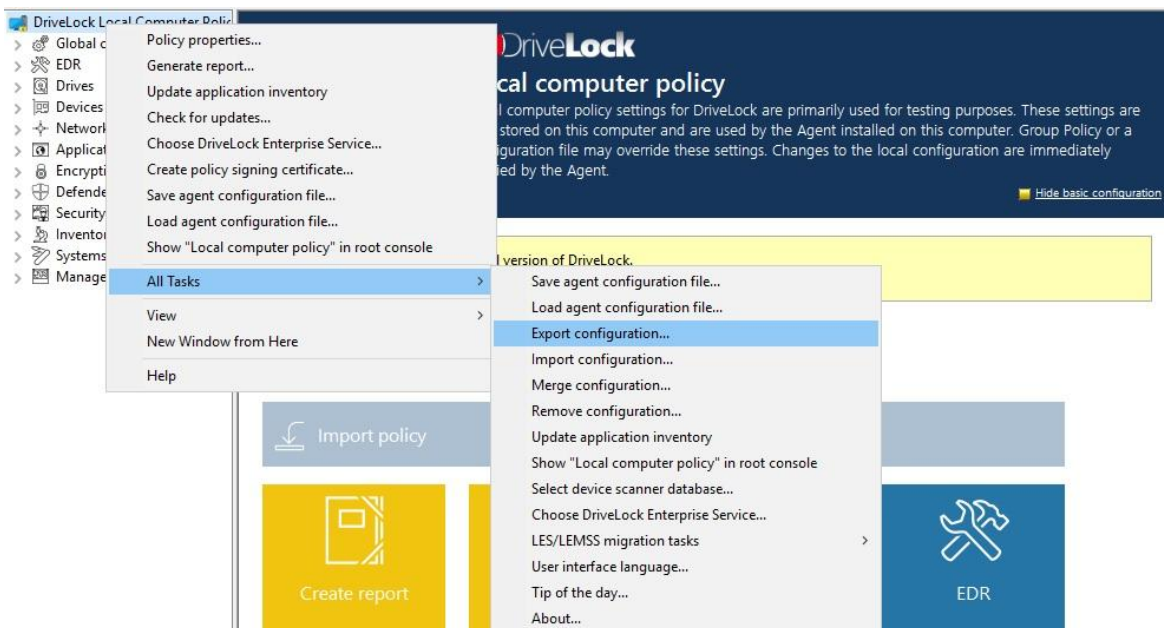 DriveLock Local Computer Polic
Global c
EDR
Drives
Devices
Network
Applicat
Encrypti
Defende
Security
Inventor
Systems
Manage
Policy properties...
Generate report...
Update application inventory
Check for updates...
Choose DriveLock Enterprise Service...
Create policy signing certificate...
Save agent configuration file...
Load agent configuration file...
Show "Local computer policy" in root console
All Tasks
View
New Window from Here
Help
DriveLock
cal computer policy
l computer policy settings for DriveLock are primarily used for testing purposes. These settings are
stored on this computer and are used by the Agent installed on this computer. Group Policy or a
iguration file may override these settings. Changes to the local configuration are immediately
ied by the Agent.
Hide basic configuration
l version of DriveLock.
Save agent configuration file...
Load agent configuration file...
Export configuration...
Import configuration...
Merge configuration...
Remove configuration...
Update application inventory
Show "Local computer policy" in root console
Select device scanner database...
Choose DriveLock Enterprise Service...
LES/LEMSS migration tasks
User interface language...
Tip of the day...
About...
Import policy
Create report
EDR